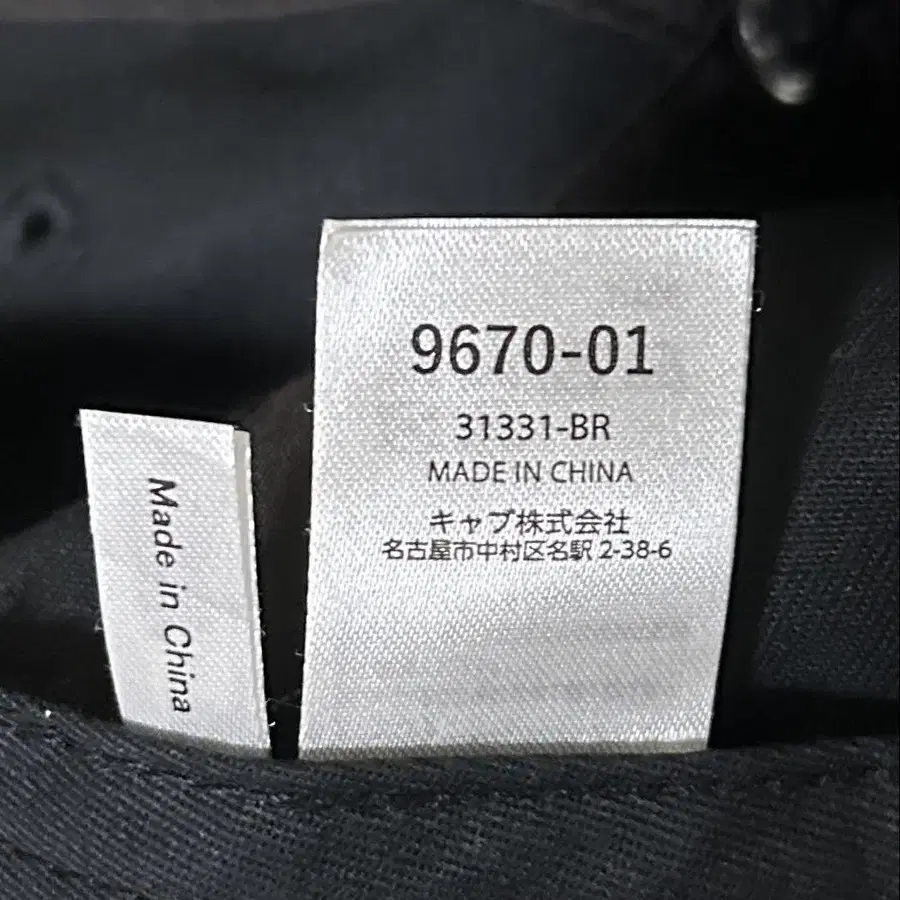 9670-01
31331-BR
MADE IN CHINA
キャブ株式会社
名古屋市中村区名駅 2-38-6
Made in China